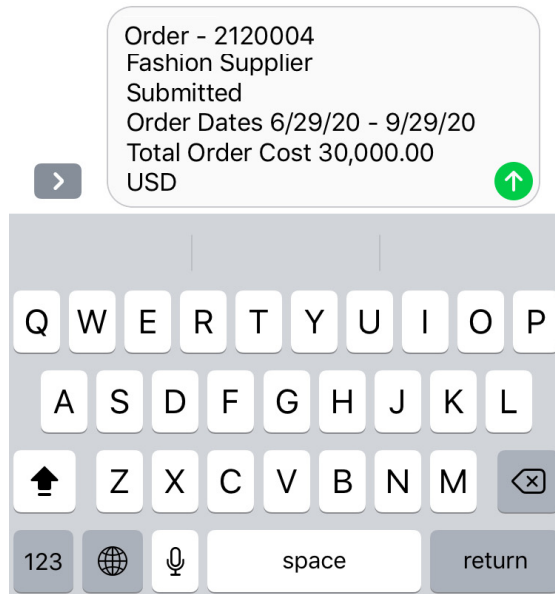 Order - 2120004
Fashion Supplier
Submitted
Order Dates 6/29/20 - 9/29/20
Total Order Cost 30,000.00
USD
Q W E R T Y U I O P
A S D F G H J K L
Z X C V B N M
123 space return